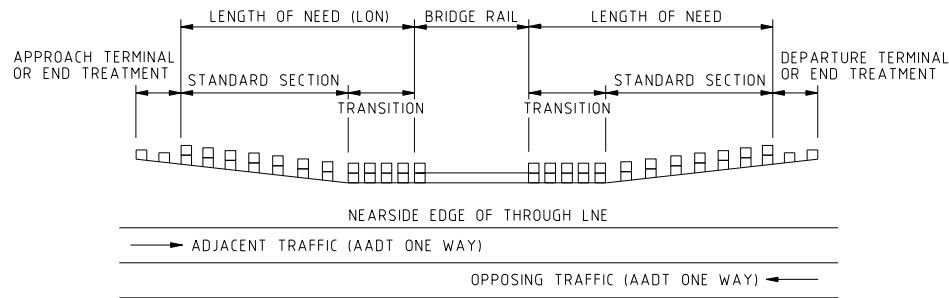 LENGTH OF NEED (LON)
BRIDGE RAIL
LENGTH OF NEED
APPROACH TERMINAL
OR END TREATMENT
STANDARD SECTION
TRANSITION
TRANSITION
STANDARD SECTION
DEPARTURE TERMINAL
OR END TREATMENT
NEARSIDE EDGE OF THROUGH LNE
ADJACENT TRAFFIC (AADT ONE WAY)
OPPOSING TRAFFIC (AADT ONE WAY)